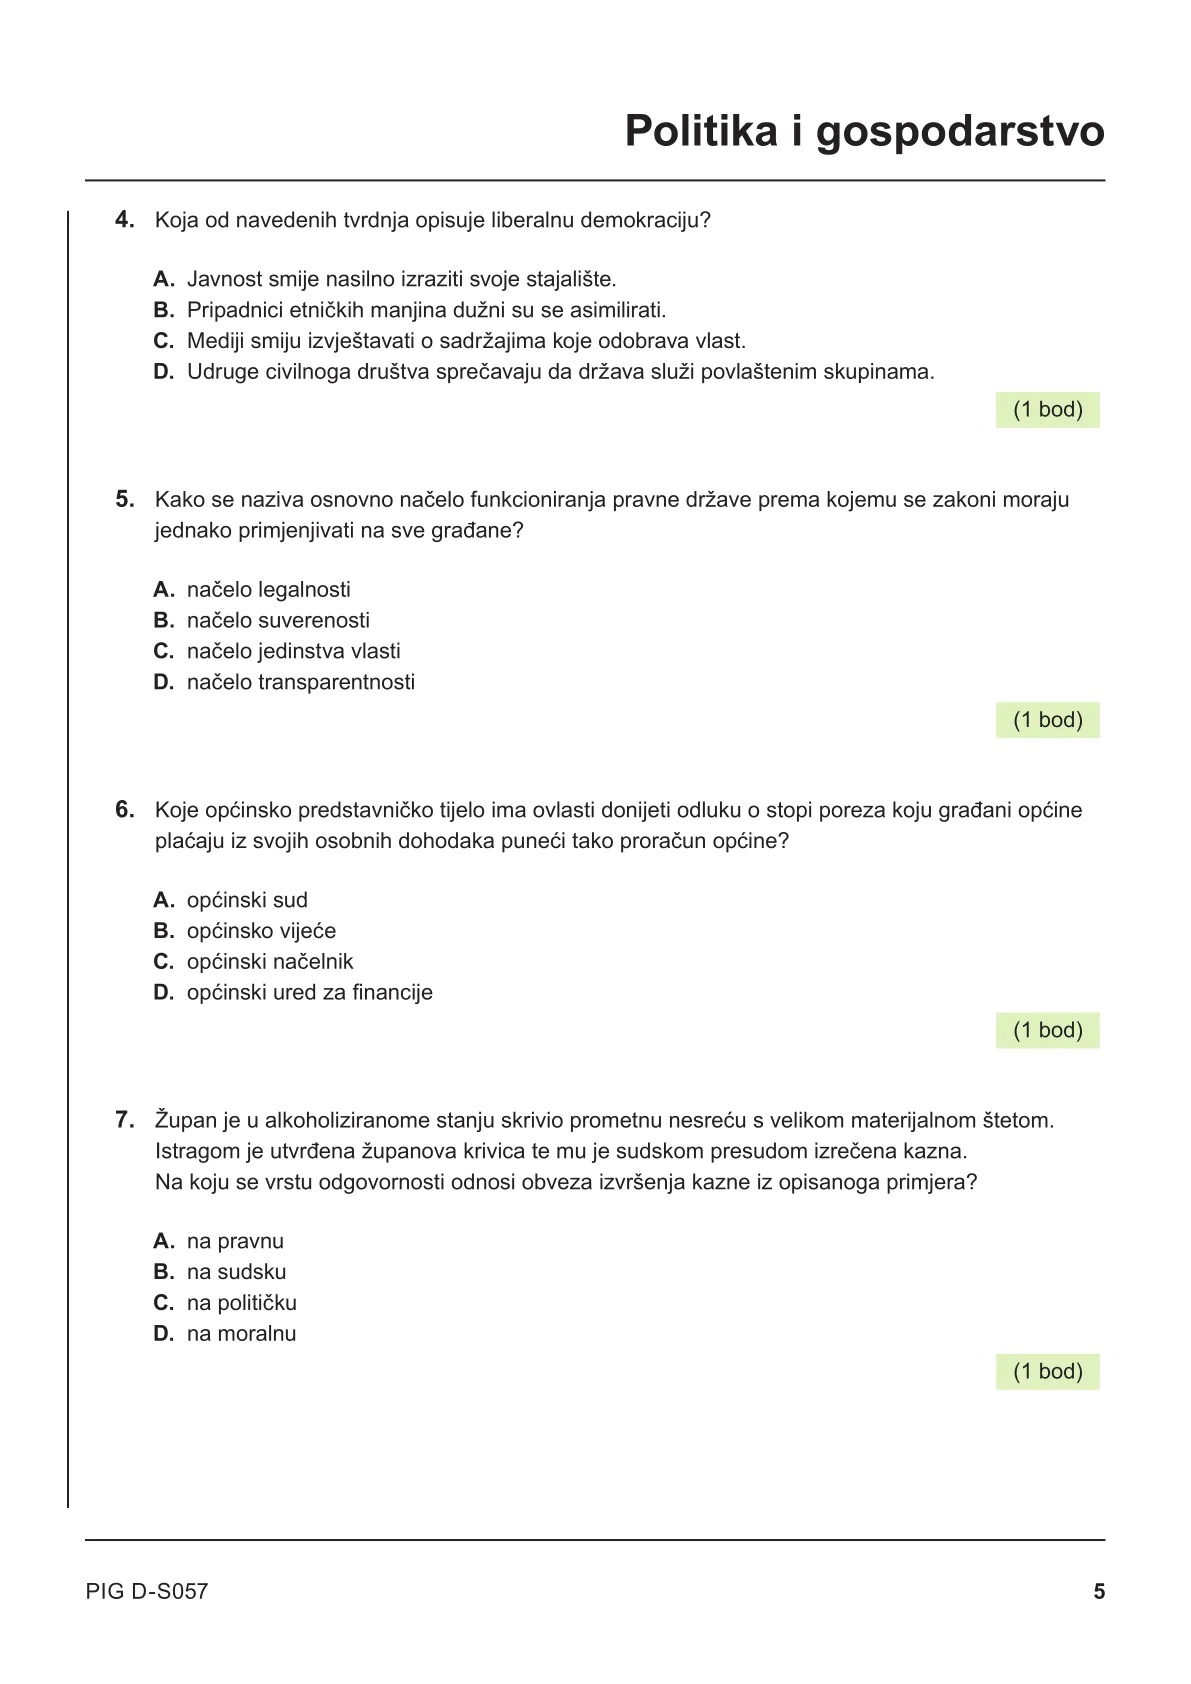 Politika i gospodarstvo
4. Koja od navedenih tvrdnja opisuje liberalnu demokraciju?
A. Javnost smije nasilno izraziti svoje stajalište.
B. Pripadnici etničkih manjina dužni su se asimilirati.
C. Mediji smiju izvještavati o sadržajima koje odobrava vlast.
D. Udruge civilnoga društva sprečavaju da država služi povlaštenim skupinama.
(1 bod)
5. Kako se naziva osnovno načelo funkcioniranja pravne države prema kojemu se zakoni moraju
jednako primjenjivati na sve građane?
A. načelo legalnosti
B. načelo suverenosti
C. načelo jedinstva vlasti
D. načelo transparentnosti
(1 bod)
6. Koje općinsko predstavničko tijelo ima ovlasti donijeti odluku o stopi poreza koju građani općine
plaćaju iz svojih osobnih dohodaka puneći tako proračun općine?
A. općinski sud
B. općinsko vijeće
C. općinski načelnik
D. općinski ured za financije
(1 bod)
7. Župan je u alkoholiziranome stanju skrivio prometnu nesreću s velikom materijalnom štetom.
Istragom je utvrđena županova krivica te mu je sudskom presudom izrečena kazna.
Na koju se vrstu odgovornosti odnosi obveza izvršenja kazne iz opisanoga primjera?
A. na pravnu
B. na sudsku
C. na političku
D. na moralnu
(1 bod)
PIG D-S057
5